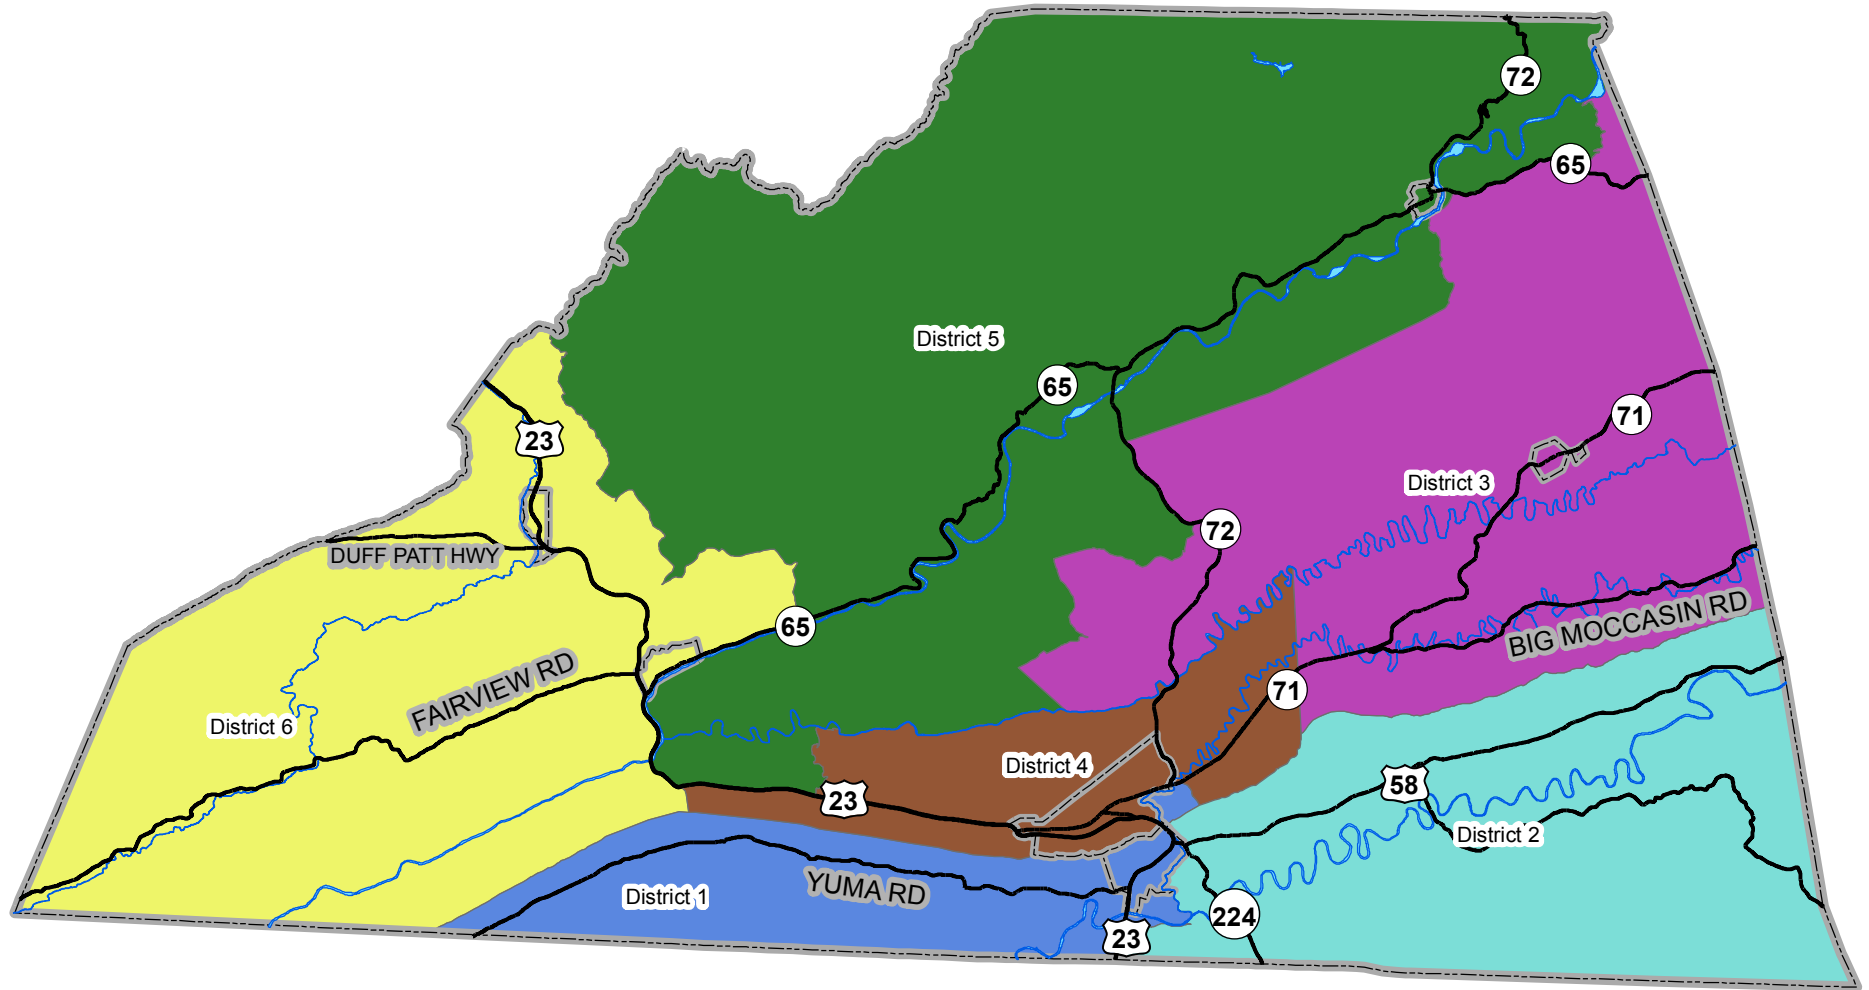 72
65
District 5
65
71
23
District 3
72
DUFF PATT HWY
65
BIG MOCCASIN RD
FAIRVIEW RD
71
District 6
District 4
58
23
District 2
YUMA RD
District 1
224
23